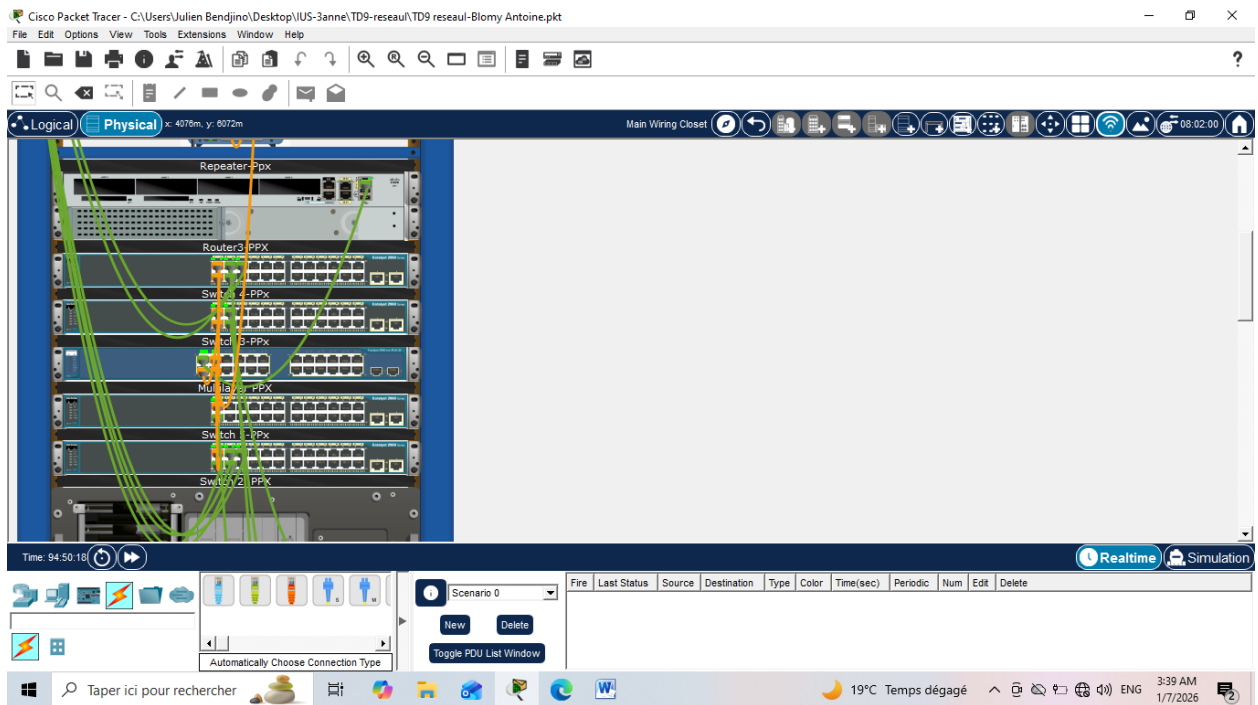 Cisco Packet Tracer - C:\Users\Julien Bendjino\Desktop\IUS-3anne\TD9-reseaul\TD9 reseaul-Blomy Antoine.pkt
File Edit Options View Tools Extensions Window Help
?
Logical Physical x: 4076m, y: 6072m Main Wiring Closet 08:02:00
Repeater-Ppx
Router3-PPX
Switch 4-PPx
Switch 3-PPx
Multilayer-PPX
Switch 1-PPx
Switch 2-PPX
Time: 94:50:18 Realtime Simulation
Scenario 0
New Delete
Toggle PDU List Window
Fire Last Status Source Destination Type Color Time(sec) Periodic Num Edit Delete
Automatically Choose Connection Type
Taper ici pour rechercher
19°C Temps dégagé
ENG
3:39 AM
1/7/2026
2